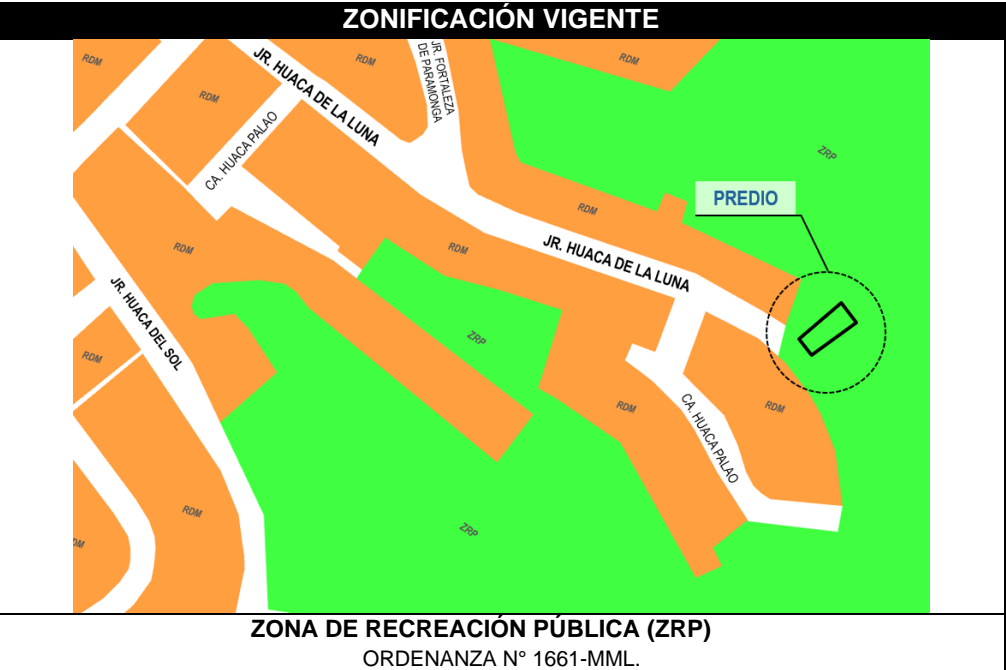 ZONIFICACIÓN VIGENTE
RDM
RDM
RDM
JR. HUACA DE LA LUNA
JR. FORTALEZA
DE PARAMONGA
RDM
CA. HUACA PALAO
ZRP
PREDIO
RDM
RDM
RDM
JR. HUACA DE LA LUNA
JR. HUACA DEL SOL
ZRP
RDM
RDM
RDM
CA. HUACA PALAO
RDM
ZRP
DM
ZONA DE RECREACIÓN PÚBLICA (ZRP)
ORDENANZA N° 1661-MML.